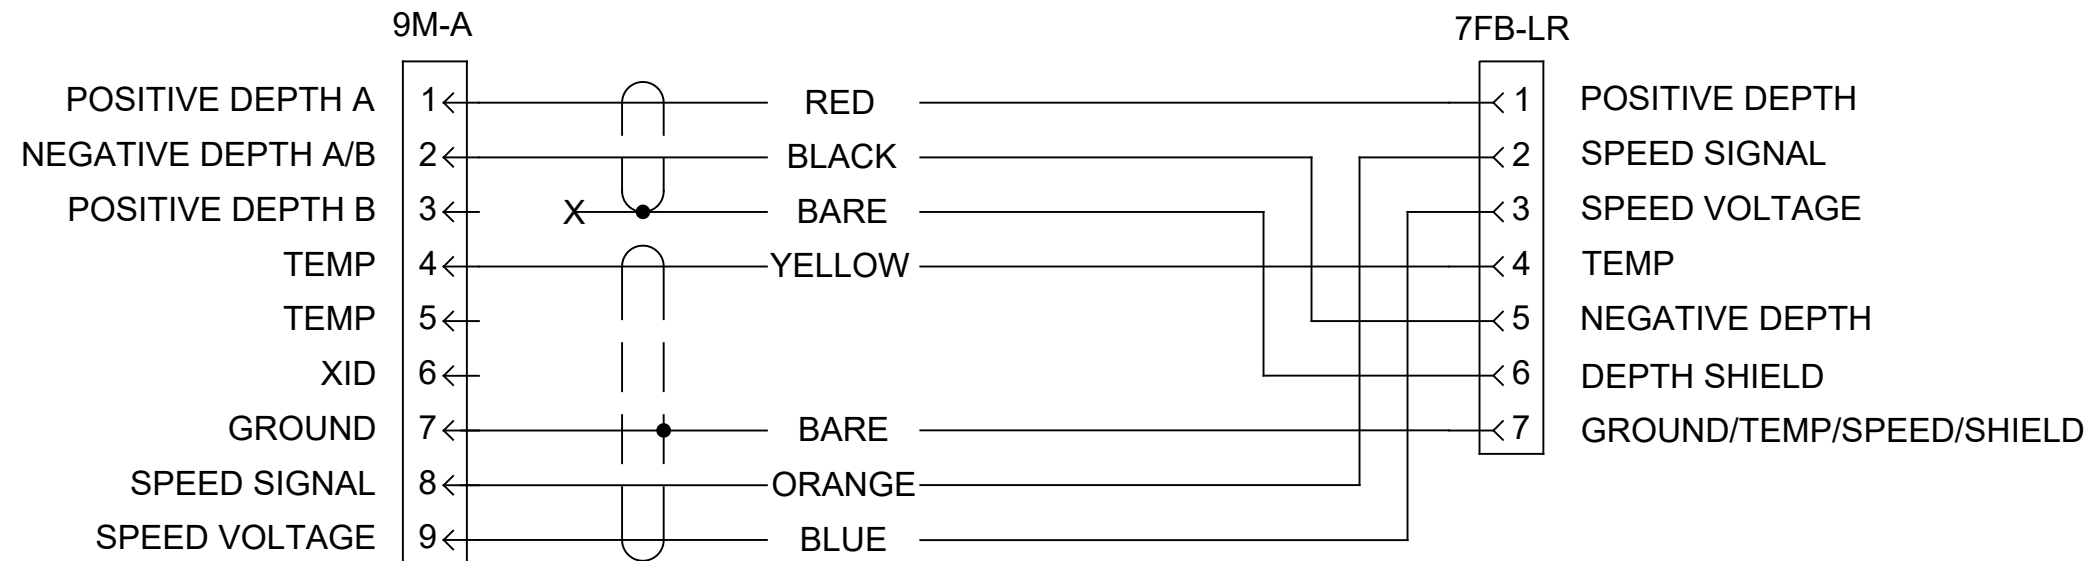 9M-A 7FB-LR
POSITIVE DEPTH A 1 RED 1 POSITIVE DEPTH
NEGATIVE DEPTH A/B 2 BLACK 2 SPEED SIGNAL
POSITIVE DEPTH B 3 X BARE 3 SPEED VOLTAGE
TEMP 4 YELLOW 4 TEMP
TEMP 5 5 NEGATIVE DEPTH
XID 6 6 DEPTH SHIELD
GROUND 7 BARE 7 GROUND/TEMP/SPEED/SHIELD
SPEED SIGNAL 8 ORANGE
SPEED VOLTAGE 9 BLUE